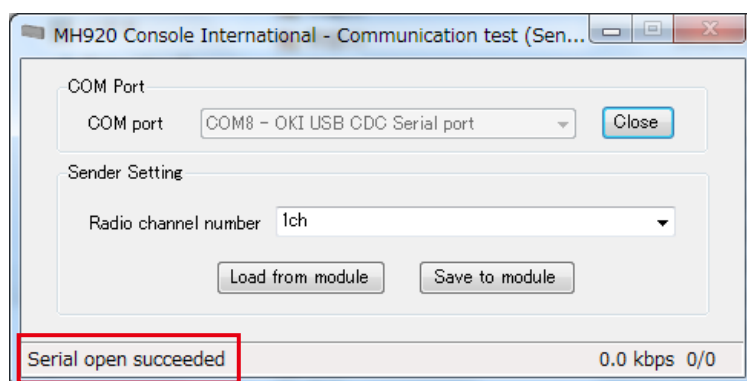 MH920 Console International - Communication test (Sen...
COM Port
COM port COM8 - OKI USB CDC Serial port Close
Sender Setting
Radio channel number 1ch
Load from module Save to module
Serial open succeeded 0.0 kbps 0/0